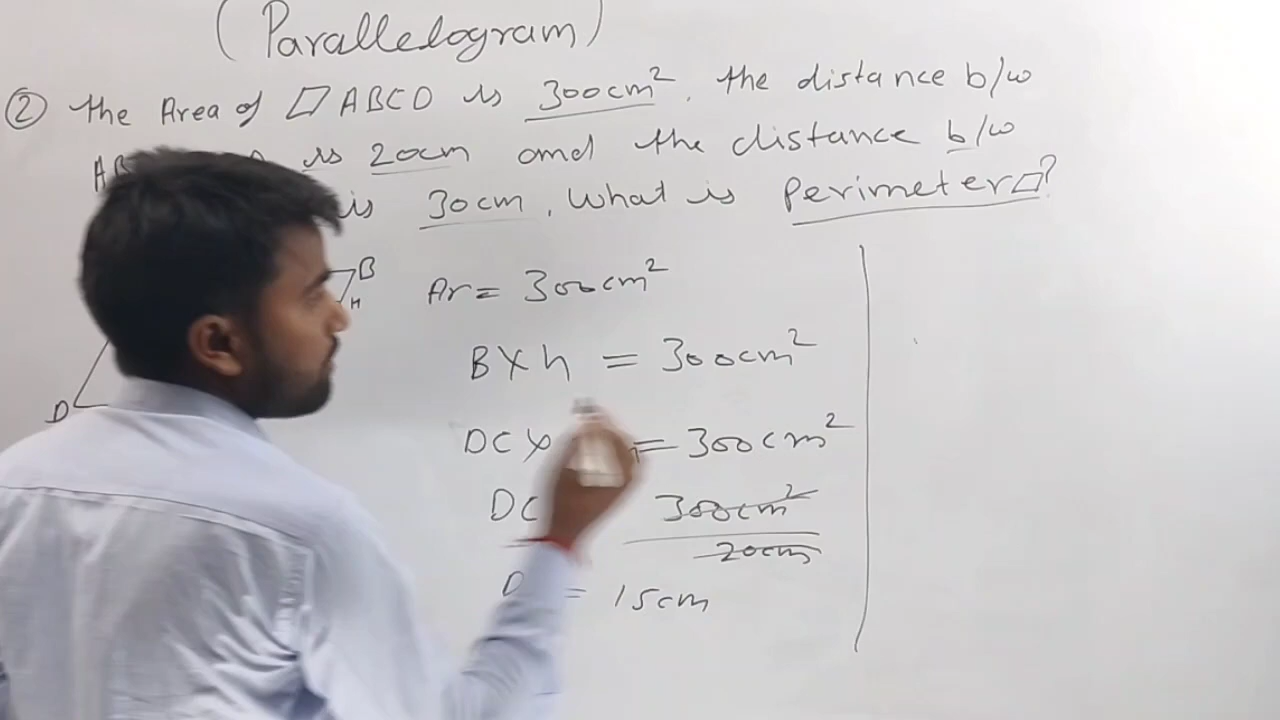 (Parallelogram)
② the Area of ▱ABCD is 300cm². the distance b/w
AB is 20cm and the distance b/w
is 30cm. What is Perimeter▱?
B
H
D
Ar = 300cm²
B×h = 300cm²
DC× = 300cm²
DC 300cm²
20cm
= 15cm